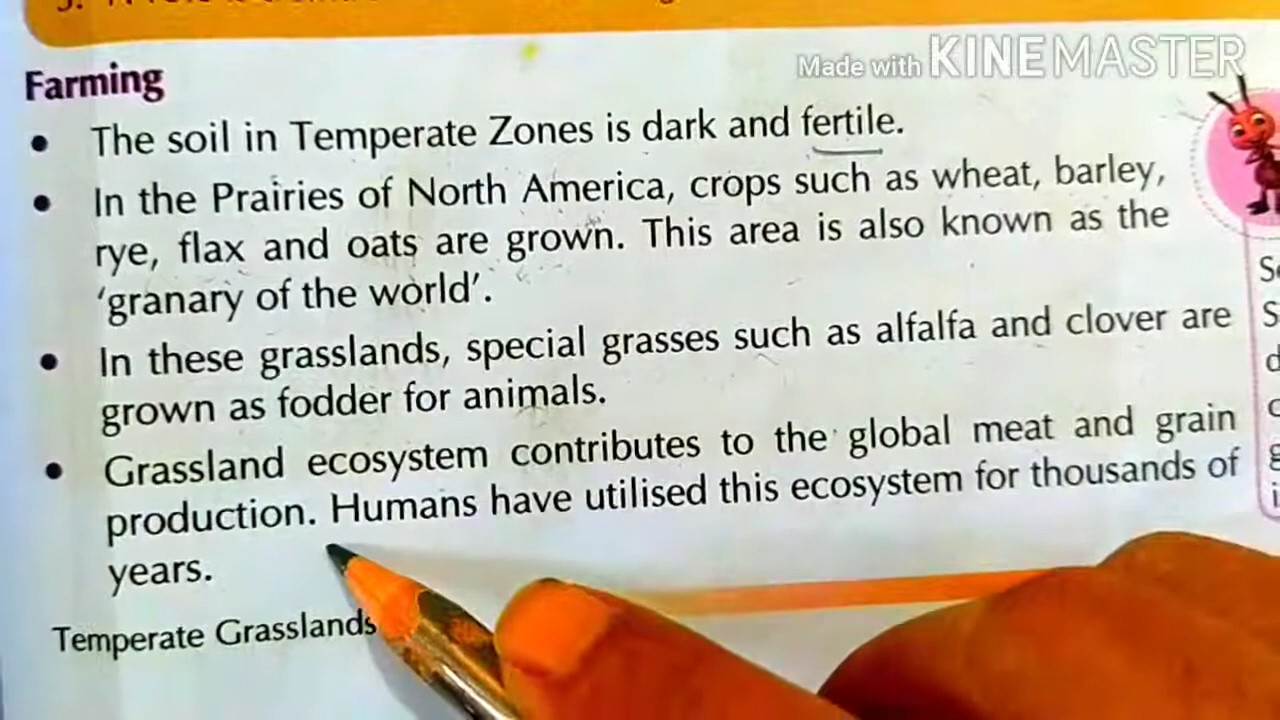 Made with KINEMASTER
Farming
• The soil in Temperate Zones is dark and fertile.
• In the Prairies of North America, crops such as wheat, barley,
rye, flax and oats are grown. This area is also known as the
‘granary of the world’.
• In these grasslands, special grasses such as alfalfa and clover are
grown as fodder for animals.
• Grassland ecosystem contributes to the global meat and grain
production. Humans have utilised this ecosystem for thousands of
years.
Temperate Grasslands